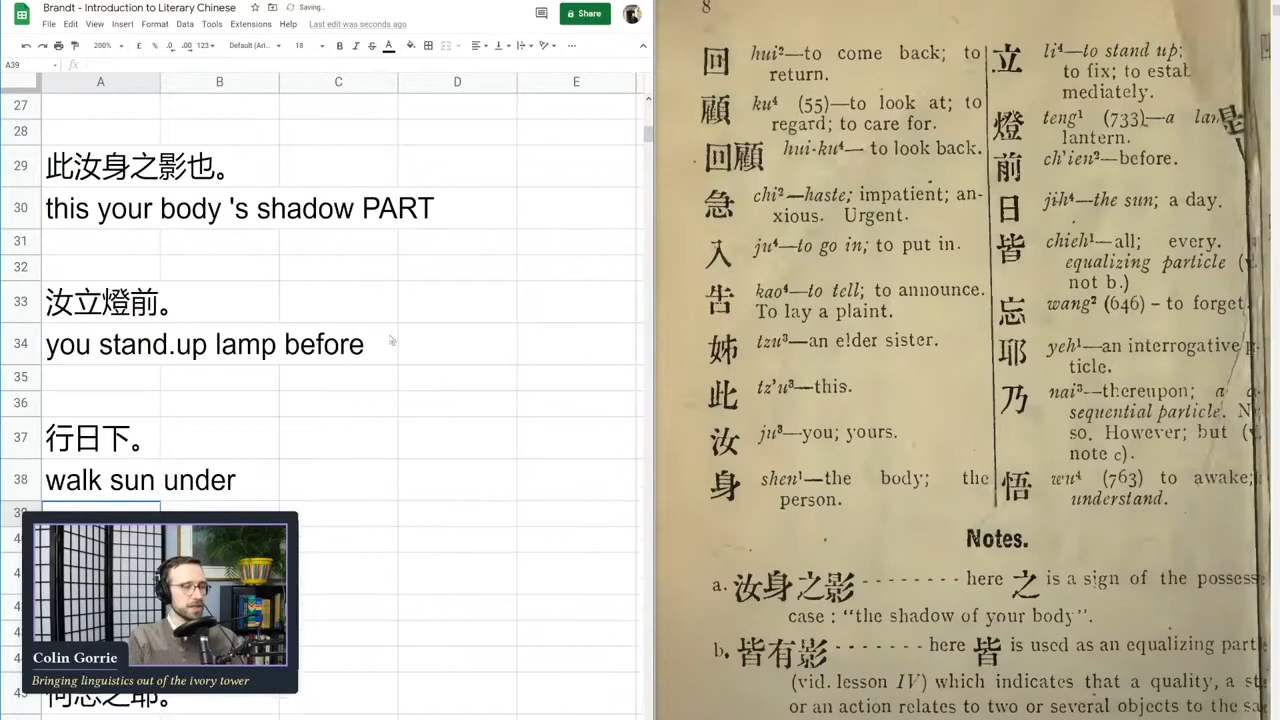 Brandt - Introduction to Literary Chinese
Saving...
File Edit View Insert Format Data Tools Extensions Help Last edit was seconds ago
Share
200% £ % .0 .00 123 Default (Ari... 18 B I S A
A39 fx
A B C D E
27
28
29 此汝身之影也。
30 this your body 's shadow PART
31
32
33 汝立燈前。
34 you stand.up lamp before
35
36
37 行日下。
38 walk sun under
Colin Gorrie
Bringing linguistics out of the ivory tower
8
回 hui²—to come back; to
return.
顧 ku⁴ (55)—to look at; to
regard; to care for.
回顧 hui-ku⁴— to look back.
急 chi²—haste; impatient; an-
xious. Urgent.
入 ju⁴—to go in; to put in.
告 kao⁴—to tell; to announce.
To lay a plaint.
姊 tzu³—an elder sister.
此 tz'u³—this.
汝 ju³—you; yours.
身 shen¹—the body; the
person.
立 li⁴—to stand up;
to fix; to estab
mediately.
燈 teng¹ (733)—a lan
lantern.
前 ch'ien²—before.
日 jih⁴—the sun; a day.
皆 chieh¹—all; every.
equalizing particle (
not b.)
忘 wang² (646) - to forget
耶 yeh¹—an interrogative
ticle.
乃 nai³—thereupon; a
sequential particle.
so. However; but (
note c).
悟 wu⁴ (763) to awake;
understand.
Notes.
a. 汝身之影 - - - - - - - - here 之 is a sign of the possess
case : "the shadow of your body".
b. 皆有影 - - - - - - - here 皆 is used as an equalizing part
(vid. lesson IV) which indicates that a quality, a
or an action relates to two or several objects to the